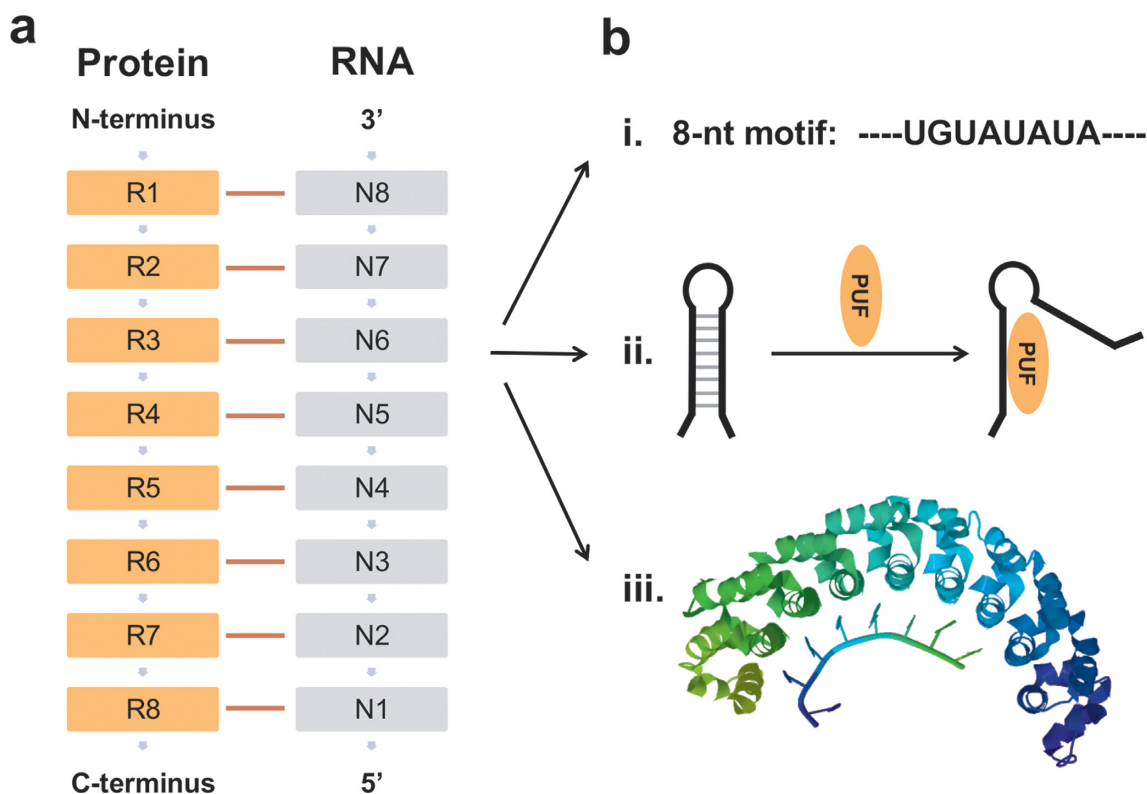 a
Protein RNA
N-terminus 3’
R1 N8
R2 N7
R3 N6
R4 N5
R5 N4
R6 N3
R7 N2
R8 N1
C-terminus 5’
b
i. 8-nt motif: ----UGUAUAUA----
ii. PUF PUF
iii.